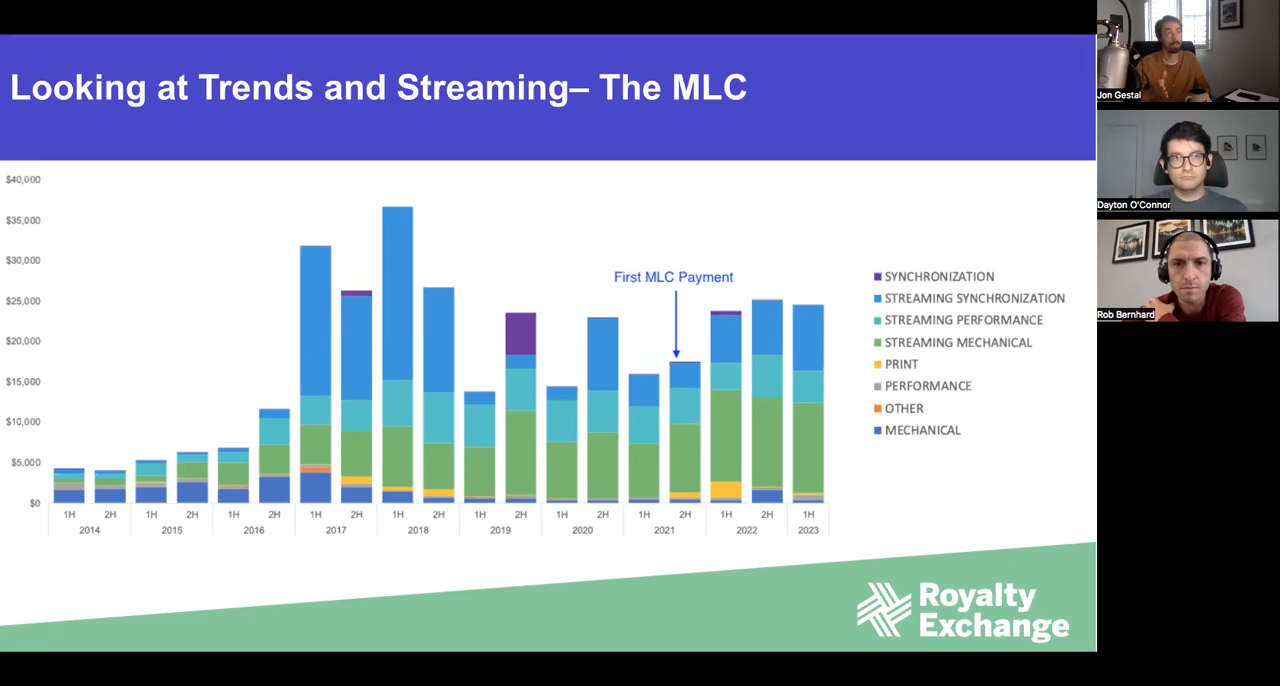 Looking at Trends and Streaming– The MLC
$40,000
$35,000
$30,000
$25,000
$20,000
$15,000
$10,000
$5,000
$0
First MLC Payment
1H 2H 1H 2H 1H 2H 1H 2H 1H 2H 1H 2H 1H 2H 1H 2H 1H 2H 1H
2014 2015 2016 2017 2018 2019 2020 2021 2022 2023
SYNCHRONIZATION
STREAMING SYNCHRONIZATION
STREAMING PERFORMANCE
STREAMING MECHANICAL
PRINT
PERFORMANCE
OTHER
MECHANICAL
Royalty
Exchange
Jon Gestal
Dayton O'Connor
Rob Bernhard